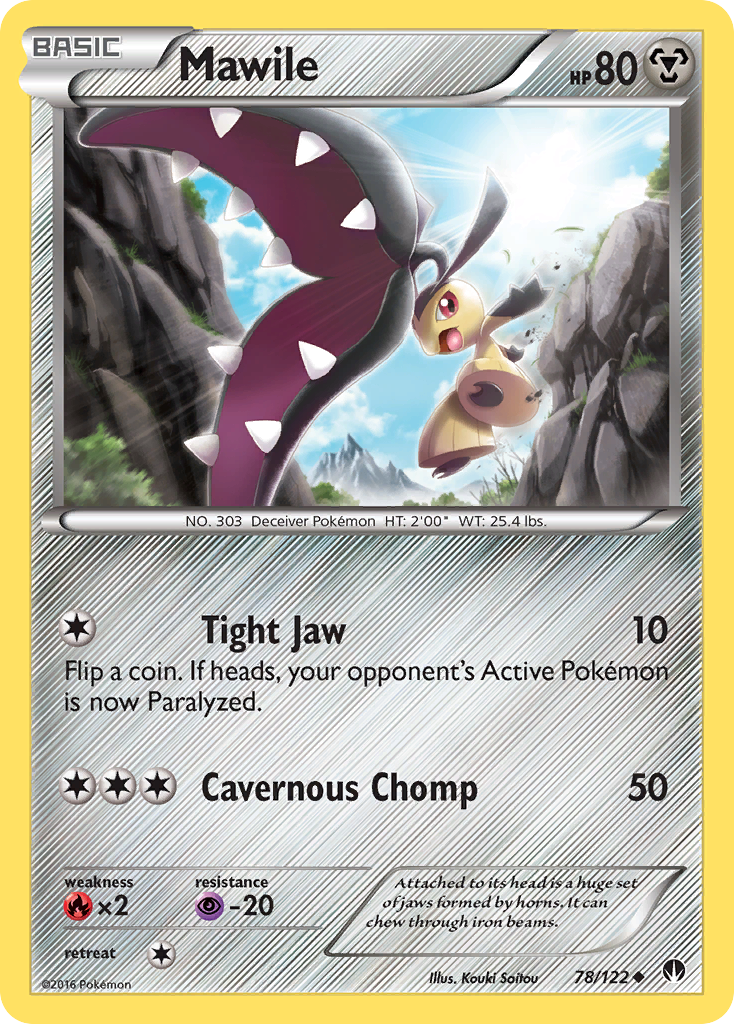 BASIC
Mawile
HP80
NO. 303 Deceiver Pokémon HT: 2'00" WT: 25.4 lbs.
Tight Jaw 10
Flip a coin. If heads, your opponent's Active Pokémon
is now Paralyzed.
Cavernous Chomp 50
weakness resistance
×2 -20
Attached to its head is a huge set
of jaws formed by horns. It can
chew through iron beams.
retreat
©2016 Pokémon
Illus. Kouki Saitou 78/122